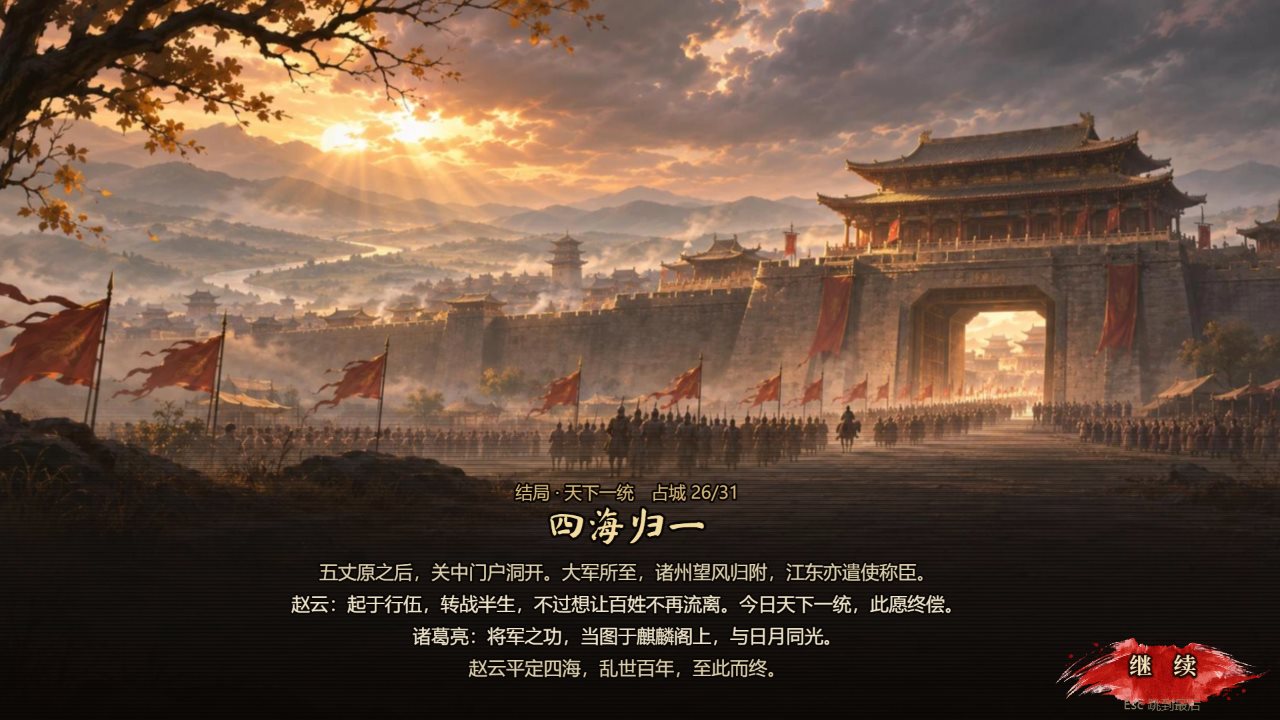 结局 · 天下一统 占城 26/31
四海归一
五丈原之后，关中门户洞开。大军所至，诸州望风归附，江东亦遣使称臣。
赵云：起于行伍，转战半生，不过想让百姓不再流离。今日天下一统，此愿终偿。
诸葛亮：将军之功，当图于麒麟阁上，与日月同光。
赵云平定四海，乱世百年，至此而终。
继续
Esc 跳到最后